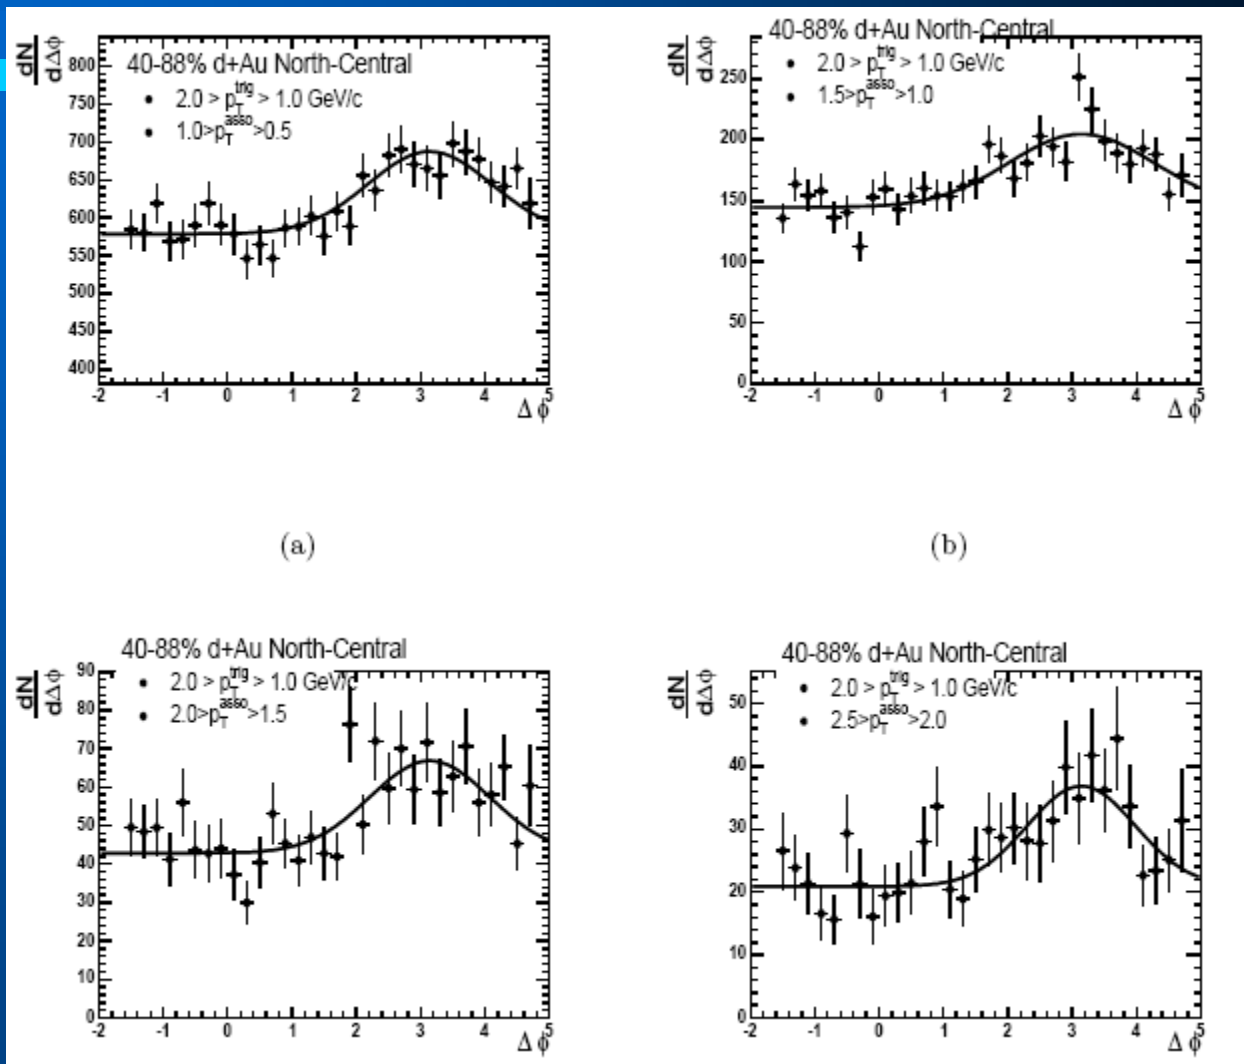 dN
dΔϕ
40-88% d+Au North-Central
2.0 > p_T^trig > 1.0 GeV/c
1.0>p_T^asso>0.5
800
750
700
650
600
550
500
450
400
-2 -1 0 1 2 3 4 5
Δ ϕ
(a)
dN
dΔϕ
40-88% d+Au North-Central
2.0 > p_T^trig > 1.0 GeV/c
1.5>p_T^asso>1.0
250
200
150
100
50
0
-2 -1 0 1 2 3 4 5
Δ ϕ
(b)
dN
dΔϕ
40-88% d+Au North-Central
2.0 > p_T^trig > 1.0 GeV/c
2.0>p_T^asso>1.5
90
80
70
60
50
40
30
20
10
0
-2 -1 0 1 2 3 4 5
Δ ϕ
dN
dΔϕ
40-88% d+Au North-Central
2.0 > p_T^trig > 1.0 GeV/c
2.5>p_T^asso>2.0
50
40
30
20
10
0
-2 -1 0 1 2 3 4 5
Δ ϕ